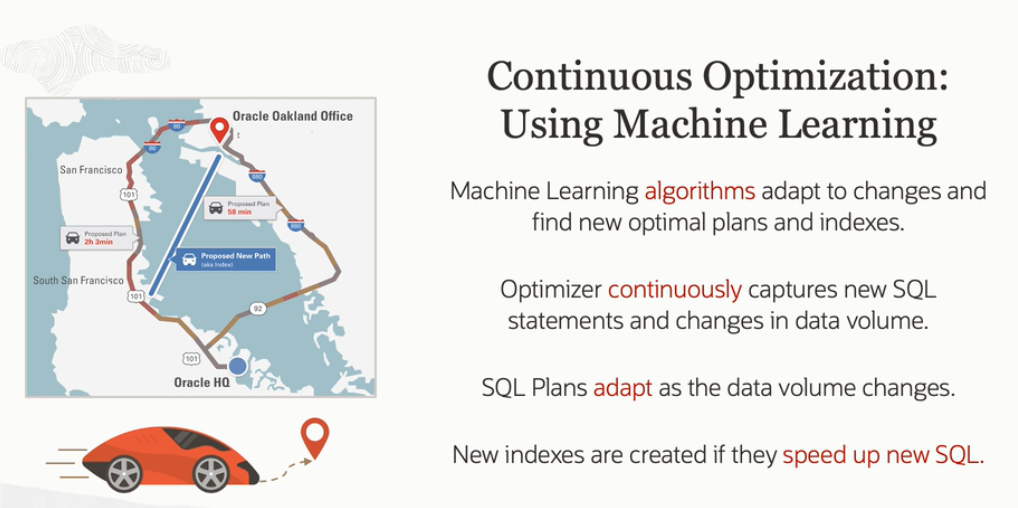 Continuous Optimization:
Using Machine Learning
Machine Learning algorithms adapt to changes and
find new optimal plans and indexes.
Optimizer continuously captures new SQL
statements and changes in data volume.
SQL Plans adapt as the data volume changes.
New indexes are created if they speed up new SQL.
Oracle Oakland Office
80
80
San Francisco
101
880
Proposed Plan
58 min
880
Proposed Plan
2h 3min
Proposed New Path
(aka Index)
South San Francisco
101
92
101
Oracle HQ